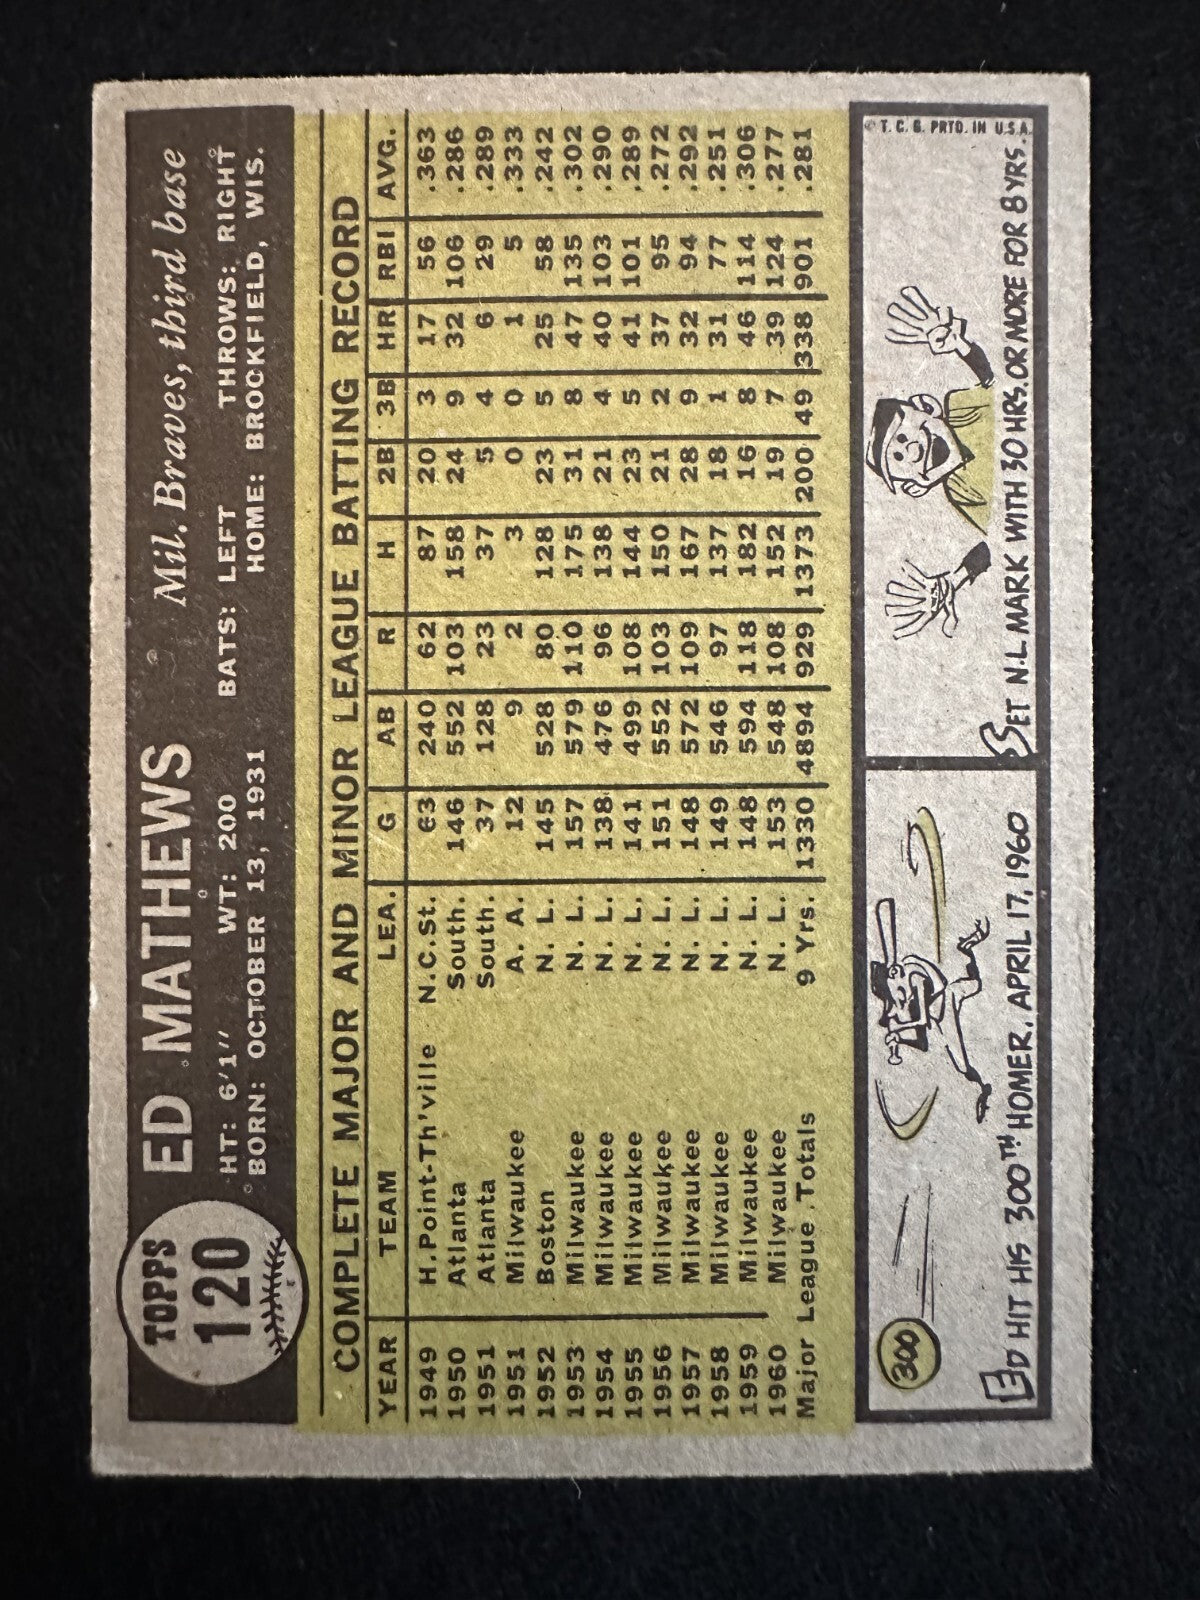 TOPPS
120
ED MATHEWS Mil. Braves, third base
HT: 6'1" WT: 200 BATS: LEFT THROWS: RIGHT
BORN: OCTOBER 13, 1931 HOME: BROCKFIELD, WIS.
COMPLETE MAJOR AND MINOR LEAGUE BATTING RECORD
YEAR TEAM LEA. G AB R H 2B 3B HR RBI AVG.
1949 H.Point-Th'ville N.C.St. 63 240 62 87 20 3 17 56 .363
1950 Atlanta South. 146 552 103 158 24 9 32 106 .286
1951 Atlanta South. 37 128 23 37 5 4 6 29 .289
1951 Milwaukee A. A. 12 9 2 3 0 0 1 5 .333
1952 Boston N. L. 145 528 80 128 23 5 25 58 .242
1953 Milwaukee N. L. 157 579 110 175 31 8 47 135 .302
1954 Milwaukee N. L. 138 476 96 138 21 4 40 103 .290
1955 Milwaukee N. L. 141 499 108 144 23 5 41 101 .289
1956 Milwaukee N. L. 151 552 103 150 21 2 37 95 .272
1957 Milwaukee N. L. 148 572 109 167 28 9 32 94 .292
1958 Milwaukee N. L. 149 546 97 137 18 1 31 77 .251
1959 Milwaukee N. L. 148 594 118 182 16 8 46 114 .306
1960 Milwaukee N. L. 153 548 108 152 19 7 39 124 .277
Major League Totals 9 Yrs. 1330 4894 929 1373 200 49 338 901 .281
300
ED HIT HIS 300TH HOMER, APRIL 17, 1960
© T. C. G. PRTD. IN U.S.A.
SET N.L. MARK WITH 30 HRS. OR MORE FOR 8 YRS.